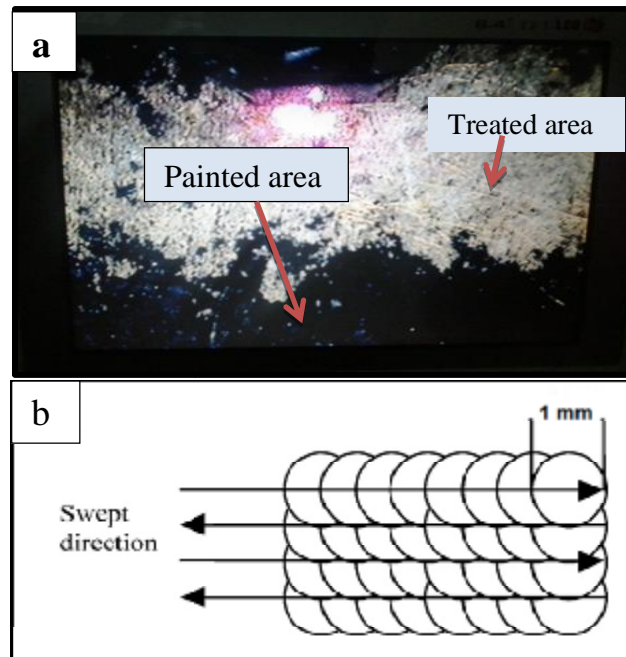 a
Treated area
Painted area
b
1 mm
Swept
direction